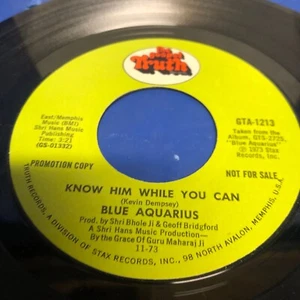 the gospel
Truth
East/Memphis
Music (BMI)
Shri Hans Music
Publishing
Time: 3:21
(GS-01332)
GTA-1213
Taken from the
Album, GTS-2725,
"Blue Aquarius"
℗ 1973 Stax
Records, Inc.
PROMOTION COPY
NOT FOR SALE
KNOW HIM WHILE YOU CAN
(Kevin Dempsey)
BLUE AQUARIUS
Prod. by Shri Bhole Ji & Geoff Bridgford
A Shri Hans Music Production—
By the Grace Of Guru Maharaj Ji
11-73
TRUTH RECORDS, A DIVISION OF STAX RECORDS, INC., 98 NORTH AVALON, MEMPHIS, U.S.A.